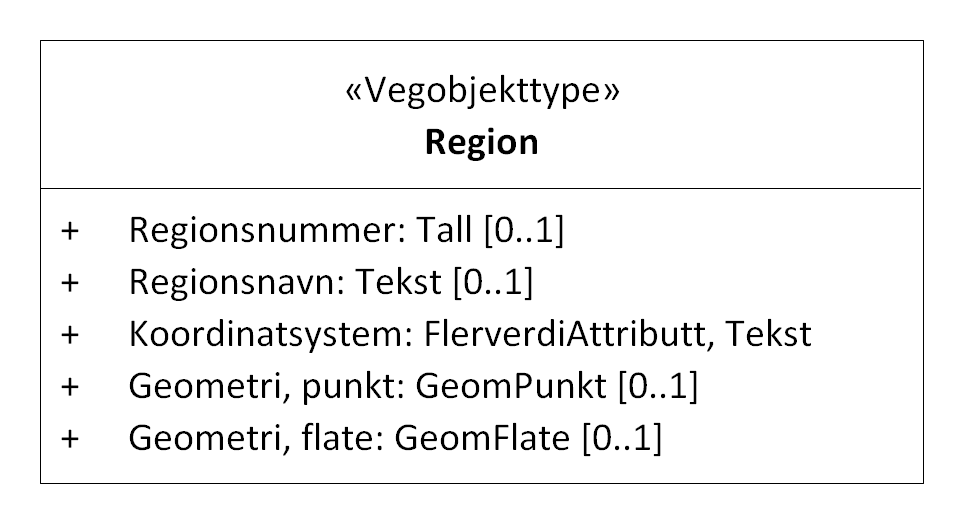 «Vegobjekttype»
Region
+ Regionsnummer: Tall [0..1]
+ Regionsnavn: Tekst [0..1]
+ Koordinatsystem: FlerverdiAttributt, Tekst
+ Geometri, punkt: GeomPunkt [0..1]
+ Geometri, flate: GeomFlate [0..1]